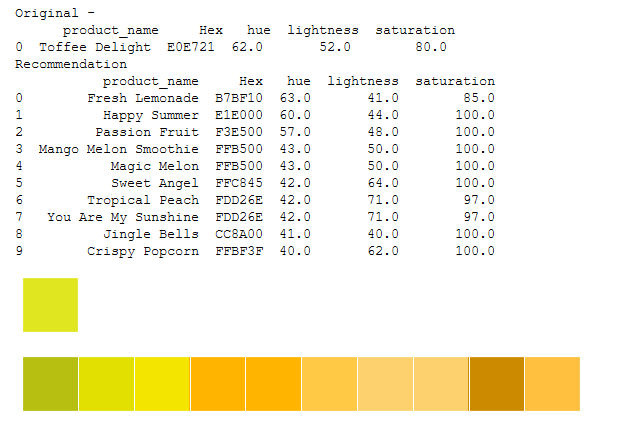 Original -
product_name Hex hue lightness saturation
0 Toffee Delight E0E721 62.0 52.0 80.0
Recommendation
product_name Hex hue lightness saturation
0 Fresh Lemonade B7BF10 63.0 41.0 85.0
1 Happy Summer E1E000 60.0 44.0 100.0
2 Passion Fruit F3E500 57.0 48.0 100.0
3 Mango Melon Smoothie FFB500 43.0 50.0 100.0
4 Magic Melon FFB500 43.0 50.0 100.0
5 Sweet Angel FFC845 42.0 64.0 100.0
6 Tropical Peach FDD26E 42.0 71.0 97.0
7 You Are My Sunshine FDD26E 42.0 71.0 97.0
8 Jingle Bells CC8A00 41.0 40.0 100.0
9 Crispy Popcorn FFBF3F 40.0 62.0 100.0